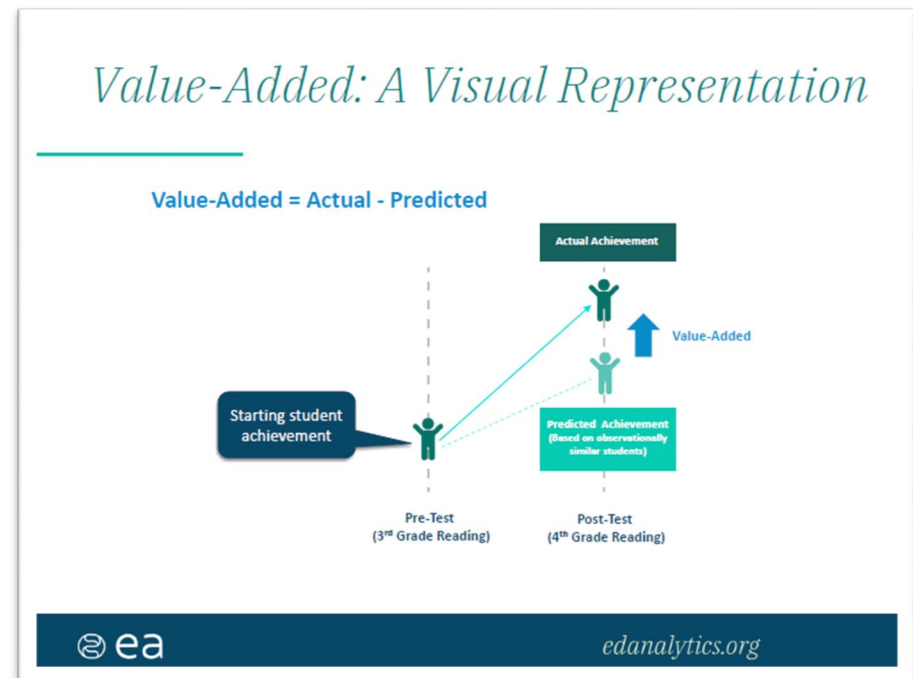 Value-Added: A Visual Representation
Value-Added = Actual - Predicted
Actual Achievement
Value-Added
Starting student
achievement
Predicted Achievement
(Based on observationally
similar students)
Pre-Test
(3rd Grade Reading)
Post-Test
(4th Grade Reading)
ea
edanalytics.org